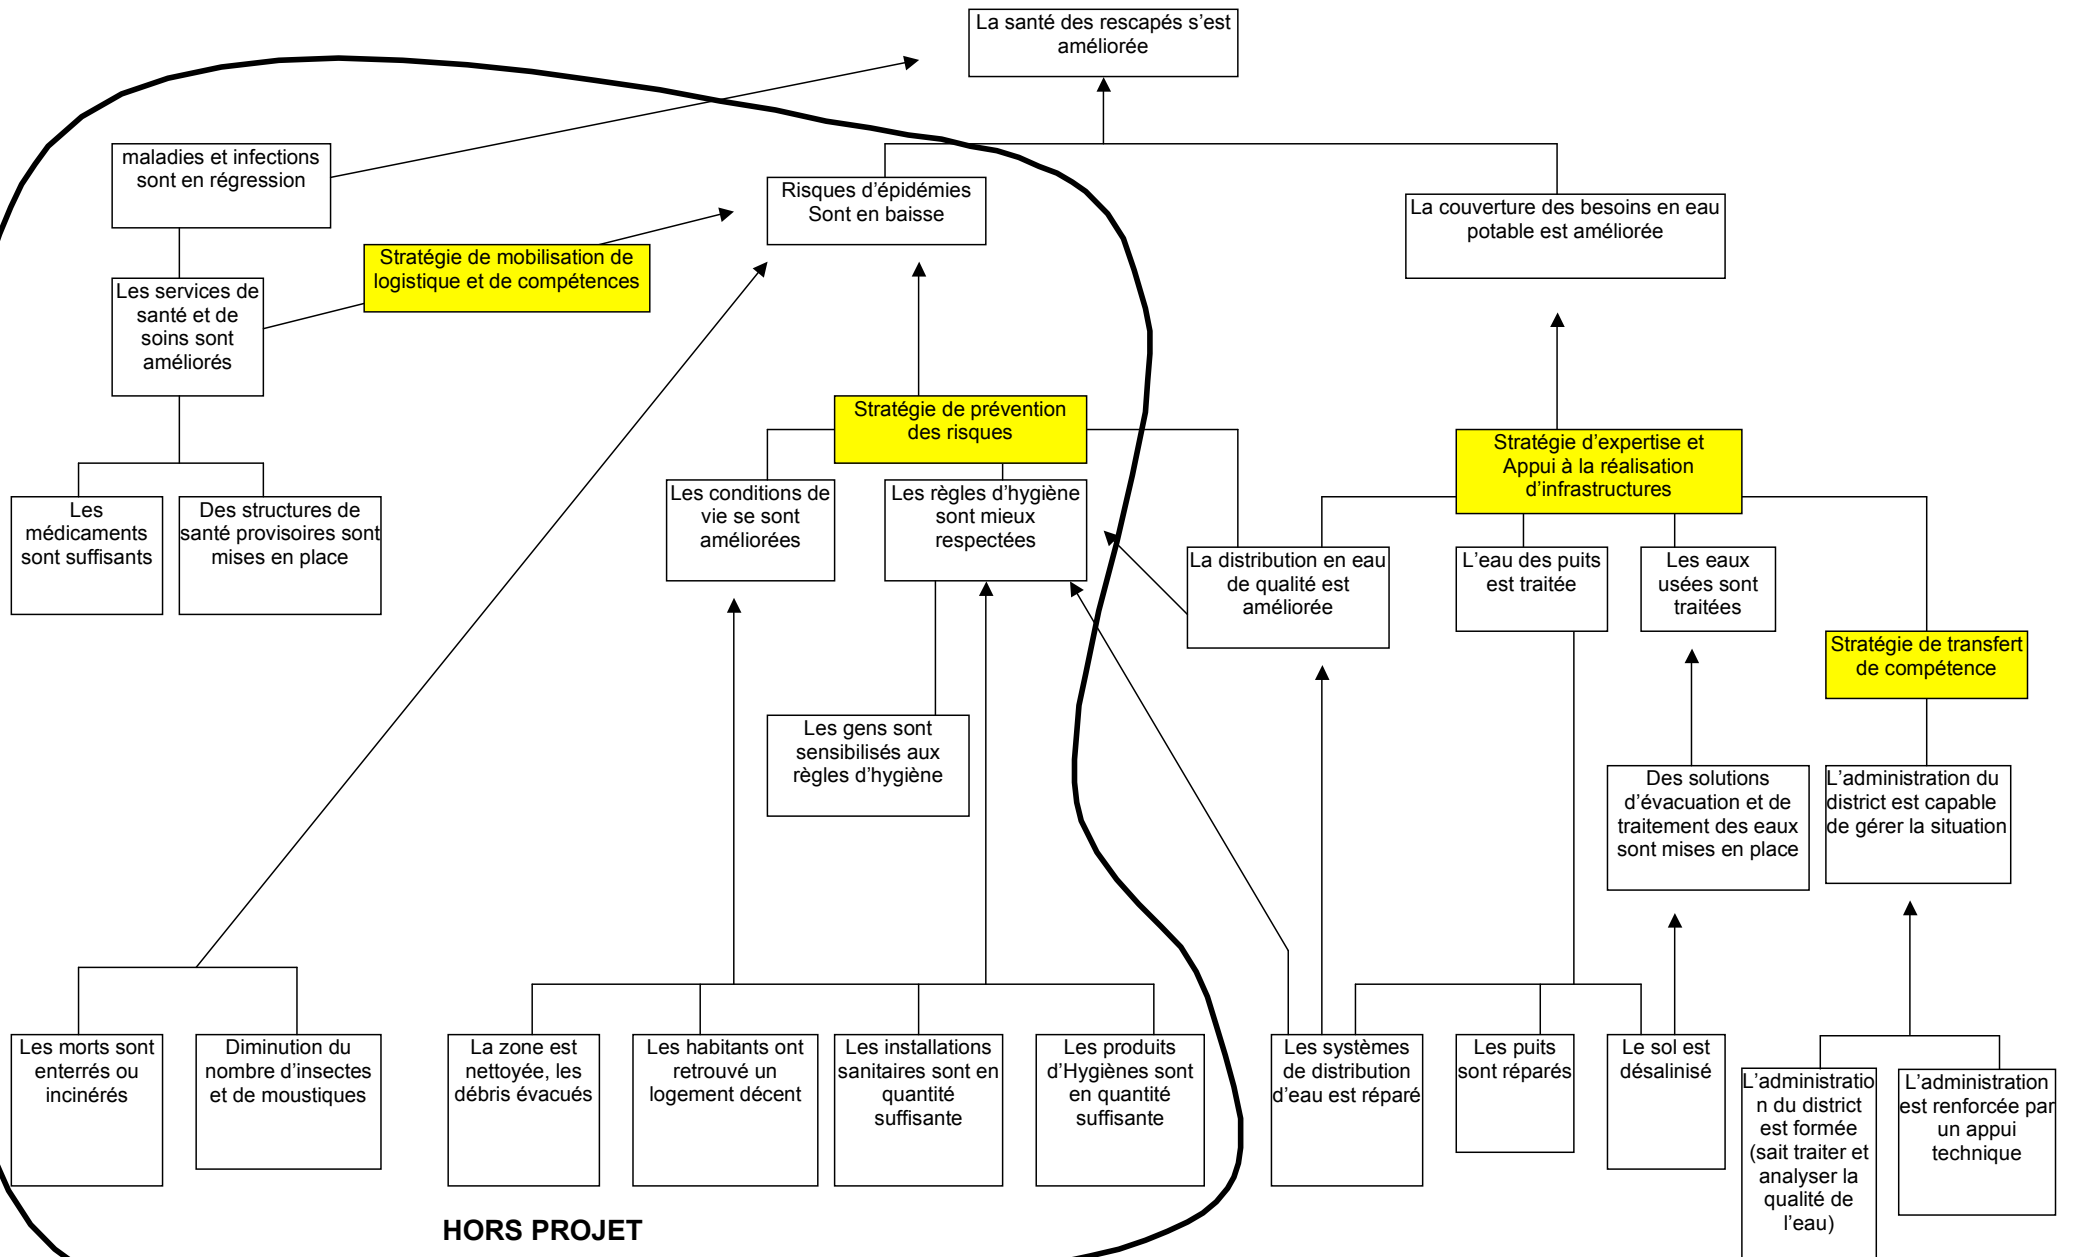 La santé des rescapés s’est
améliorée
maladies et infections
sont en régression
Risques d’épidémies
Sont en baisse
La couverture des besoins en eau
potable est améliorée
Stratégie de mobilisation de
logistique et de compétences
Les services de
santé et de
soins sont
améliorés
Stratégie de prévention
des risques
Stratégie d’expertise et
Appui à la réalisation
d’infrastructures
Les
médicaments
sont suffisants
Des structures de
santé provisoires sont
mises en place
Les conditions de
vie se sont
améliorées
Les règles d’hygiène
sont mieux
respectées
La distribution en eau
de qualité est
améliorée
L’eau des puits
est traitée
Les eaux
usées sont
traitées
Stratégie de transfert
de compétence
Les gens sont
sensibilisés aux
règles d’hygiène
Des solutions
d’évacuation et de
traitement des eaux
sont mises en place
L’administration du
district est capable
de gérer la situation
Les morts sont
enterrés ou
incinérés
Diminution du
nombre d’insectes
et de moustiques
La zone est
nettoyée, les
débris évacués
Les habitants ont
retrouvé un
logement décent
Les installations
sanitaires sont en
quantité
suffisante
Les produits
d’Hygiènes sont
en quantité
suffisante
Les systèmes
de distribution
d’eau est réparé
Les puits
sont réparés
Le sol est
désalinisé
L’administratio
n du district
est formée
(sait traiter et
analyser la
qualité de
l’eau)
L’administration
est renforcée par
un appui
technique
HORS PROJET